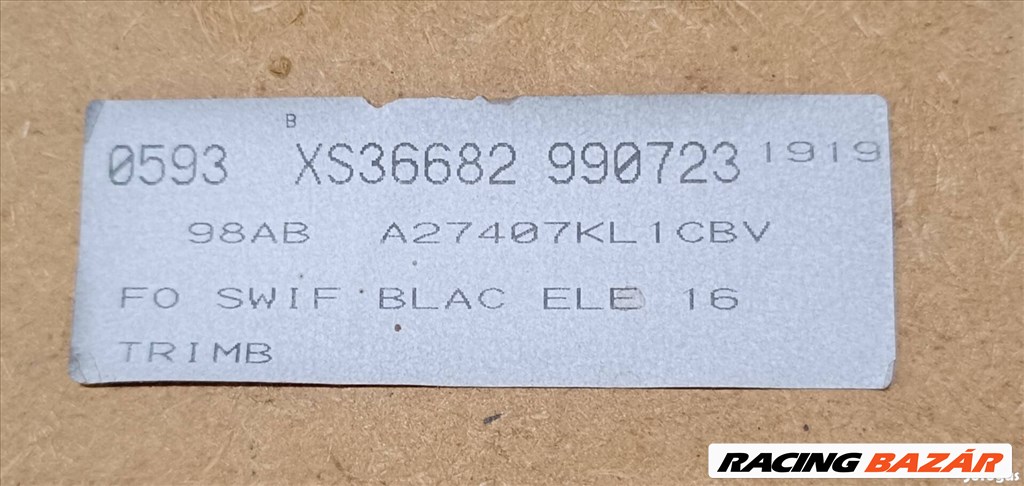 B
0593 XS36682 990723 1919
98AB A27407KL1CBV
FO SWIF BLAC ELE 16
TRIMB
RACING BAZÁR